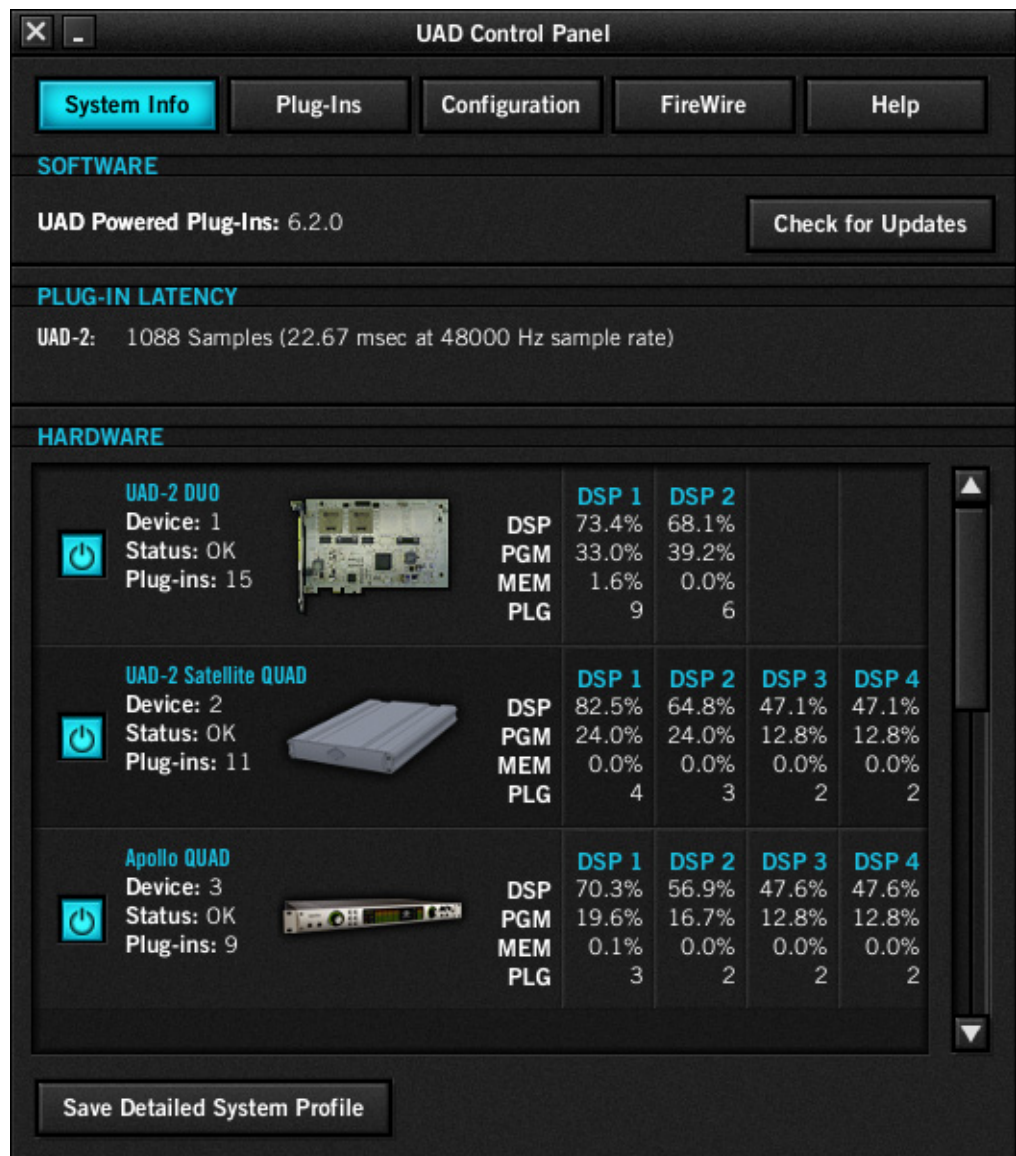 UAD Control Panel
System Info Plug-Ins Configuration FireWire Help
SOFTWARE
UAD Powered Plug-Ins: 6.2.0 Check for Updates
PLUG-IN LATENCY
UAD-2: 1088 Samples (22.67 msec at 48000 Hz sample rate)
HARDWARE
UAD-2 DUO
Device: 1
Status: OK
Plug-ins: 15
DSP 1 DSP 2
DSP 73.4% 68.1%
PGM 33.0% 39.2%
MEM 1.6% 0.0%
PLG 9 6
UAD-2 Satellite QUAD
Device: 2
Status: OK
Plug-ins: 11
DSP 1 DSP 2 DSP 3 DSP 4
DSP 82.5% 64.8% 47.1% 47.1%
PGM 24.0% 24.0% 12.8% 12.8%
MEM 0.0% 0.0% 0.0% 0.0%
PLG 4 3 2 2
Apollo QUAD
Device: 3
Status: OK
Plug-ins: 9
DSP 1 DSP 2 DSP 3 DSP 4
DSP 70.3% 56.9% 47.6% 47.6%
PGM 19.6% 16.7% 12.8% 12.8%
MEM 0.1% 0.0% 0.0% 0.0%
PLG 3 2 2 2
Save Detailed System Profile